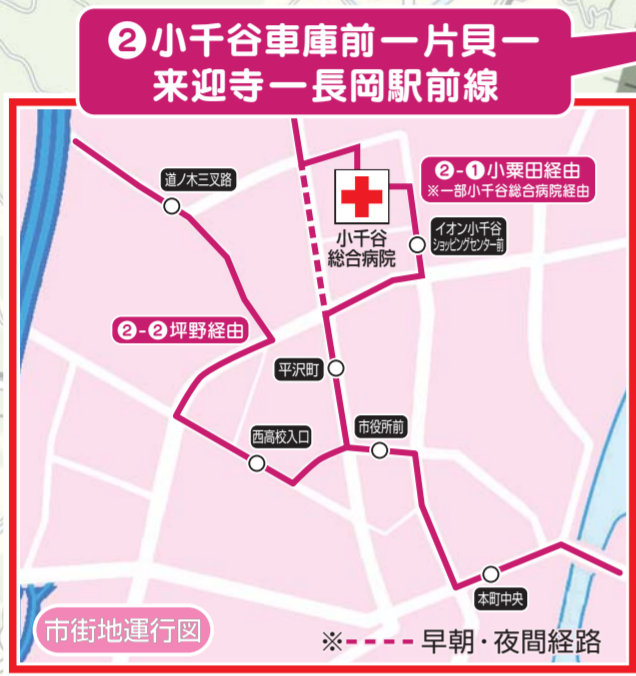 ❷小千谷車庫前ー片貝ー
来迎寺ー長岡駅前線
道ノ木三叉路
❷-❶小粟田経由
※一部小千谷総合病院経由
小千谷
総合病院
イオン小千谷
ショッピングセンター前
❷-❷坪野経由
平沢町
西高校入口
市役所前
本町中央
市街地運行図
※---- 早朝・夜間経路